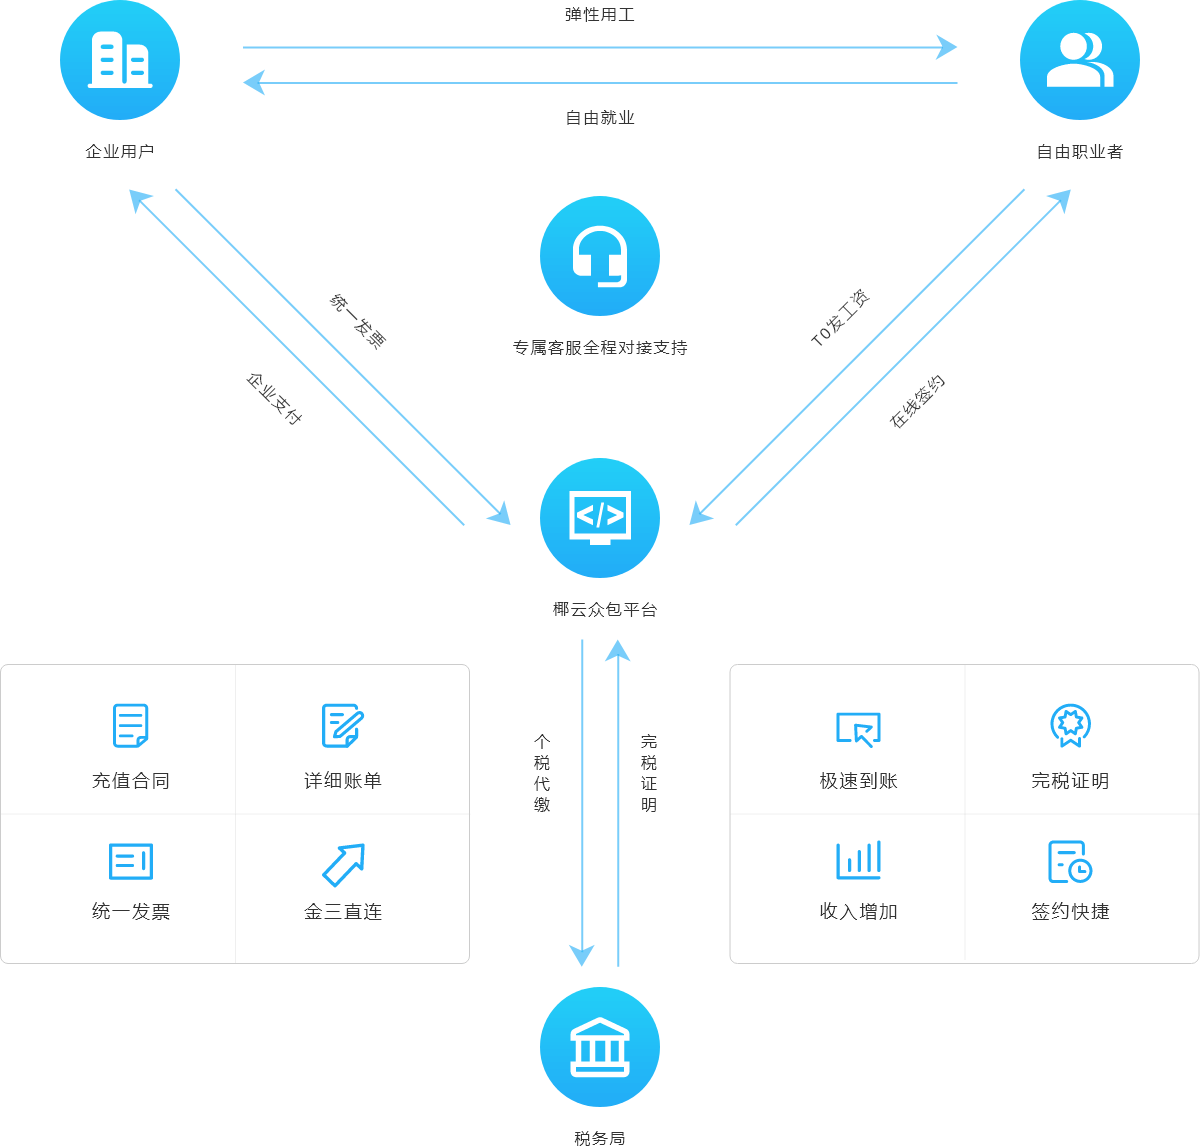 弹性用工
自由就业
企业用户
自由职业者
统一发票
企业支付
专属客服全程对接支持
T0发工资
在线签约
椰云众包平台
个税代缴
完税证明
充值合同
详细账单
统一发票
金三直连
极速到账
完税证明
收入增加
签约快捷
税务局